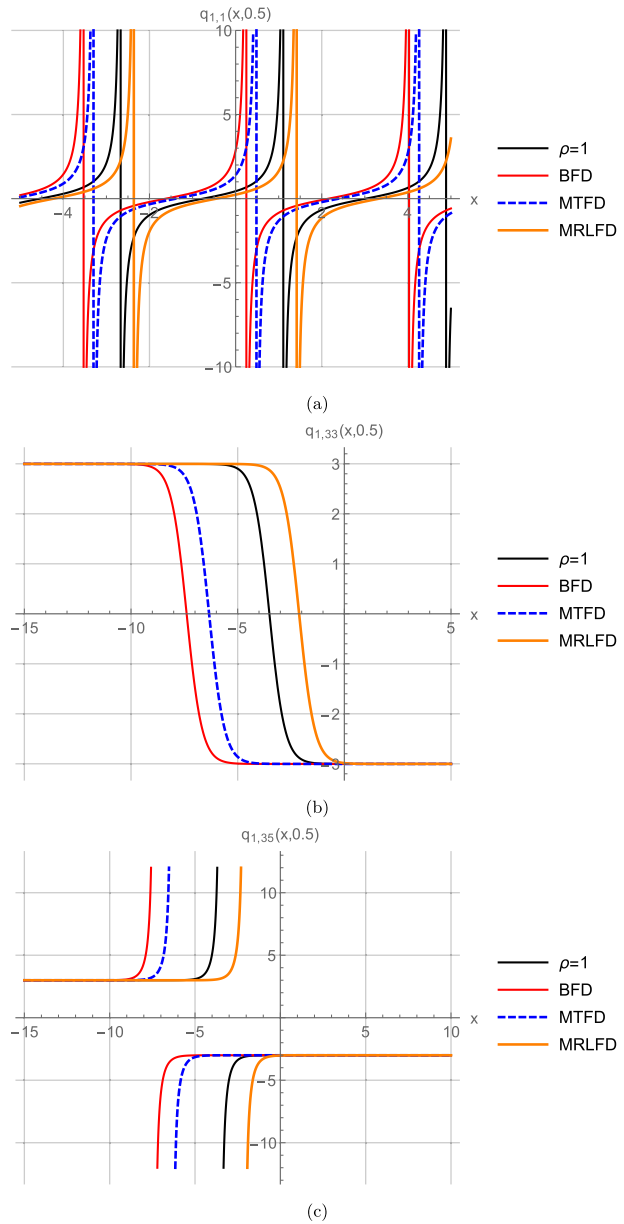 q1,1(x,0.5)
10
5
-4
-2
2
4
x
-5
-10
ρ=1
BFD
MTFD
MRLFD
(a)
q1,33(x,0.5)
3
2
1
-15
-10
-5
5
x
-1
-2
-3
ρ=1
BFD
MTFD
MRLFD
(b)
q1,35(x,0.5)
10
5
-15
-10
-5
5
10
x
-5
-10
ρ=1
BFD
MTFD
MRLFD
(c)